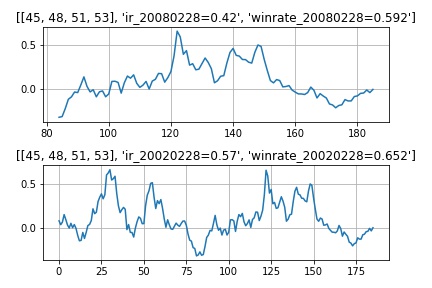 [[45, 48, 51, 53], 'ir_20080228=0.42', 'winrate_20080228=0.592']
0.5
0.0
80 100 120 140 160 180
[[45, 48, 51, 53], 'ir_20020228=0.57', 'winrate_20020228=0.652']
0.5
0.0
0 25 50 75 100 125 150 175